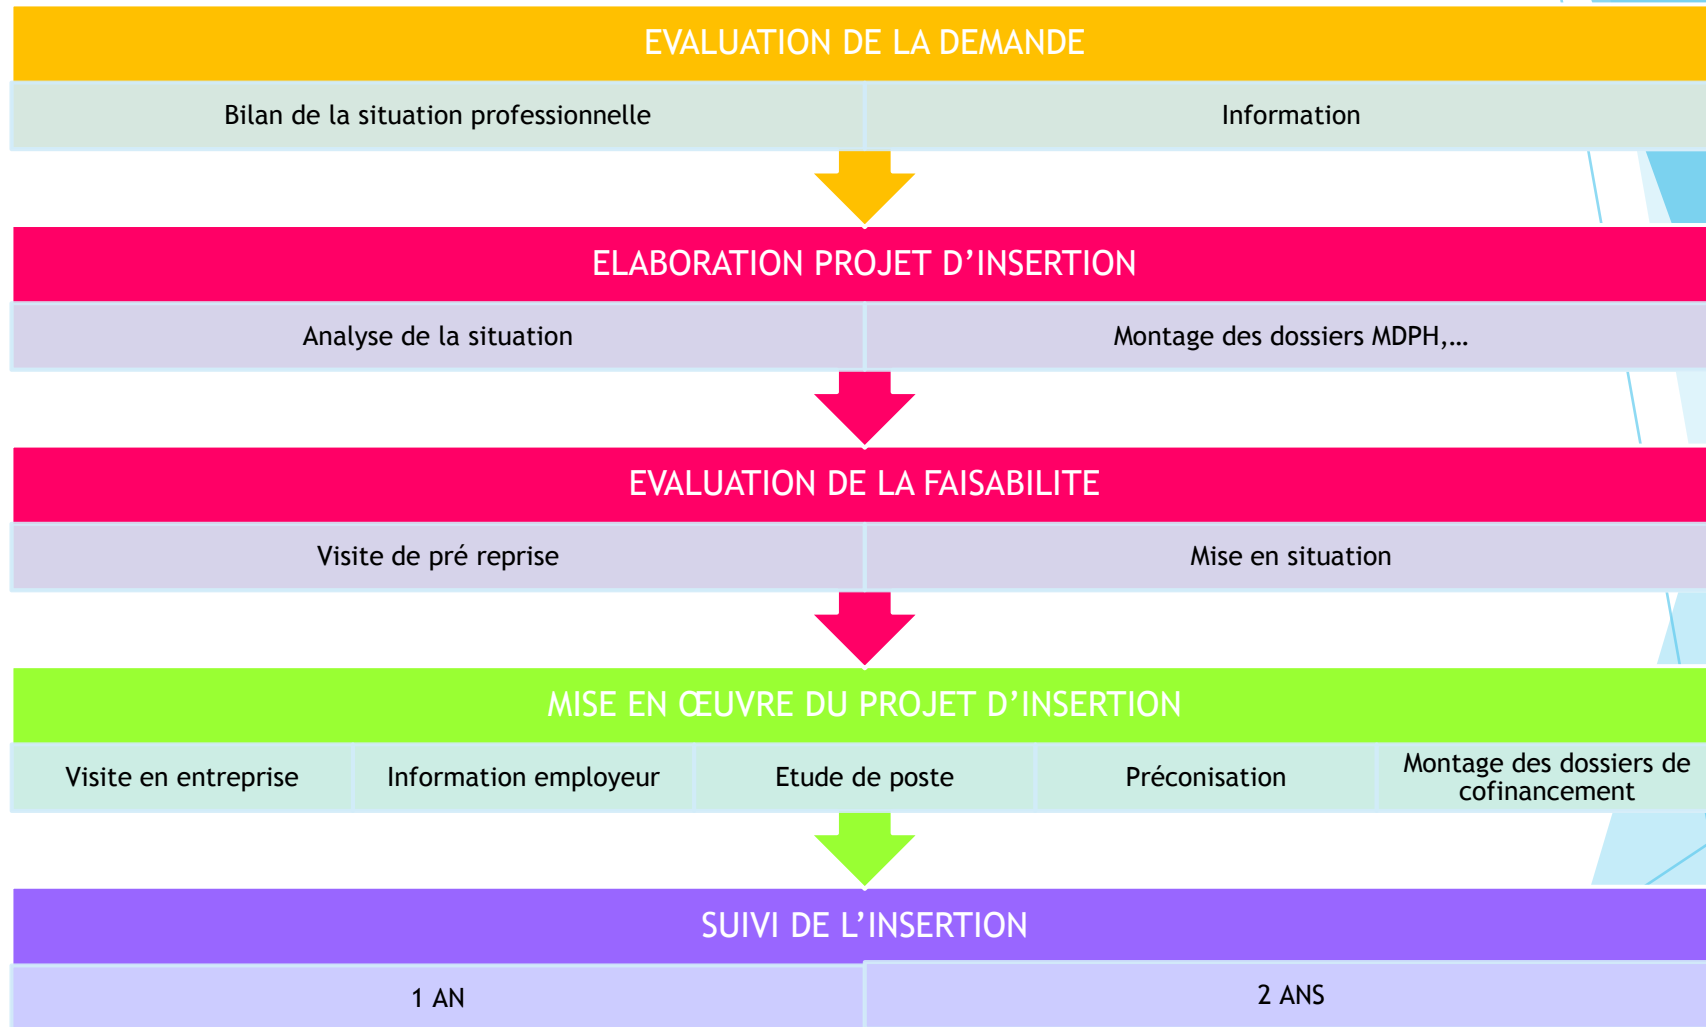 EVALUATION DE LA DEMANDE
Bilan de la situation professionnelle
Information
ELABORATION PROJET D’INSERTION
Analyse de la situation
Montage des dossiers MDPH,…
EVALUATION DE LA FAISABILITE
Visite de pré reprise
Mise en situation
MISE EN ŒUVRE DU PROJET D’INSERTION
Visite en entreprise
Information employeur
Etude de poste
Préconisation
Montage des dossiers de
cofinancement
SUIVI DE L’INSERTION
1 AN
2 ANS